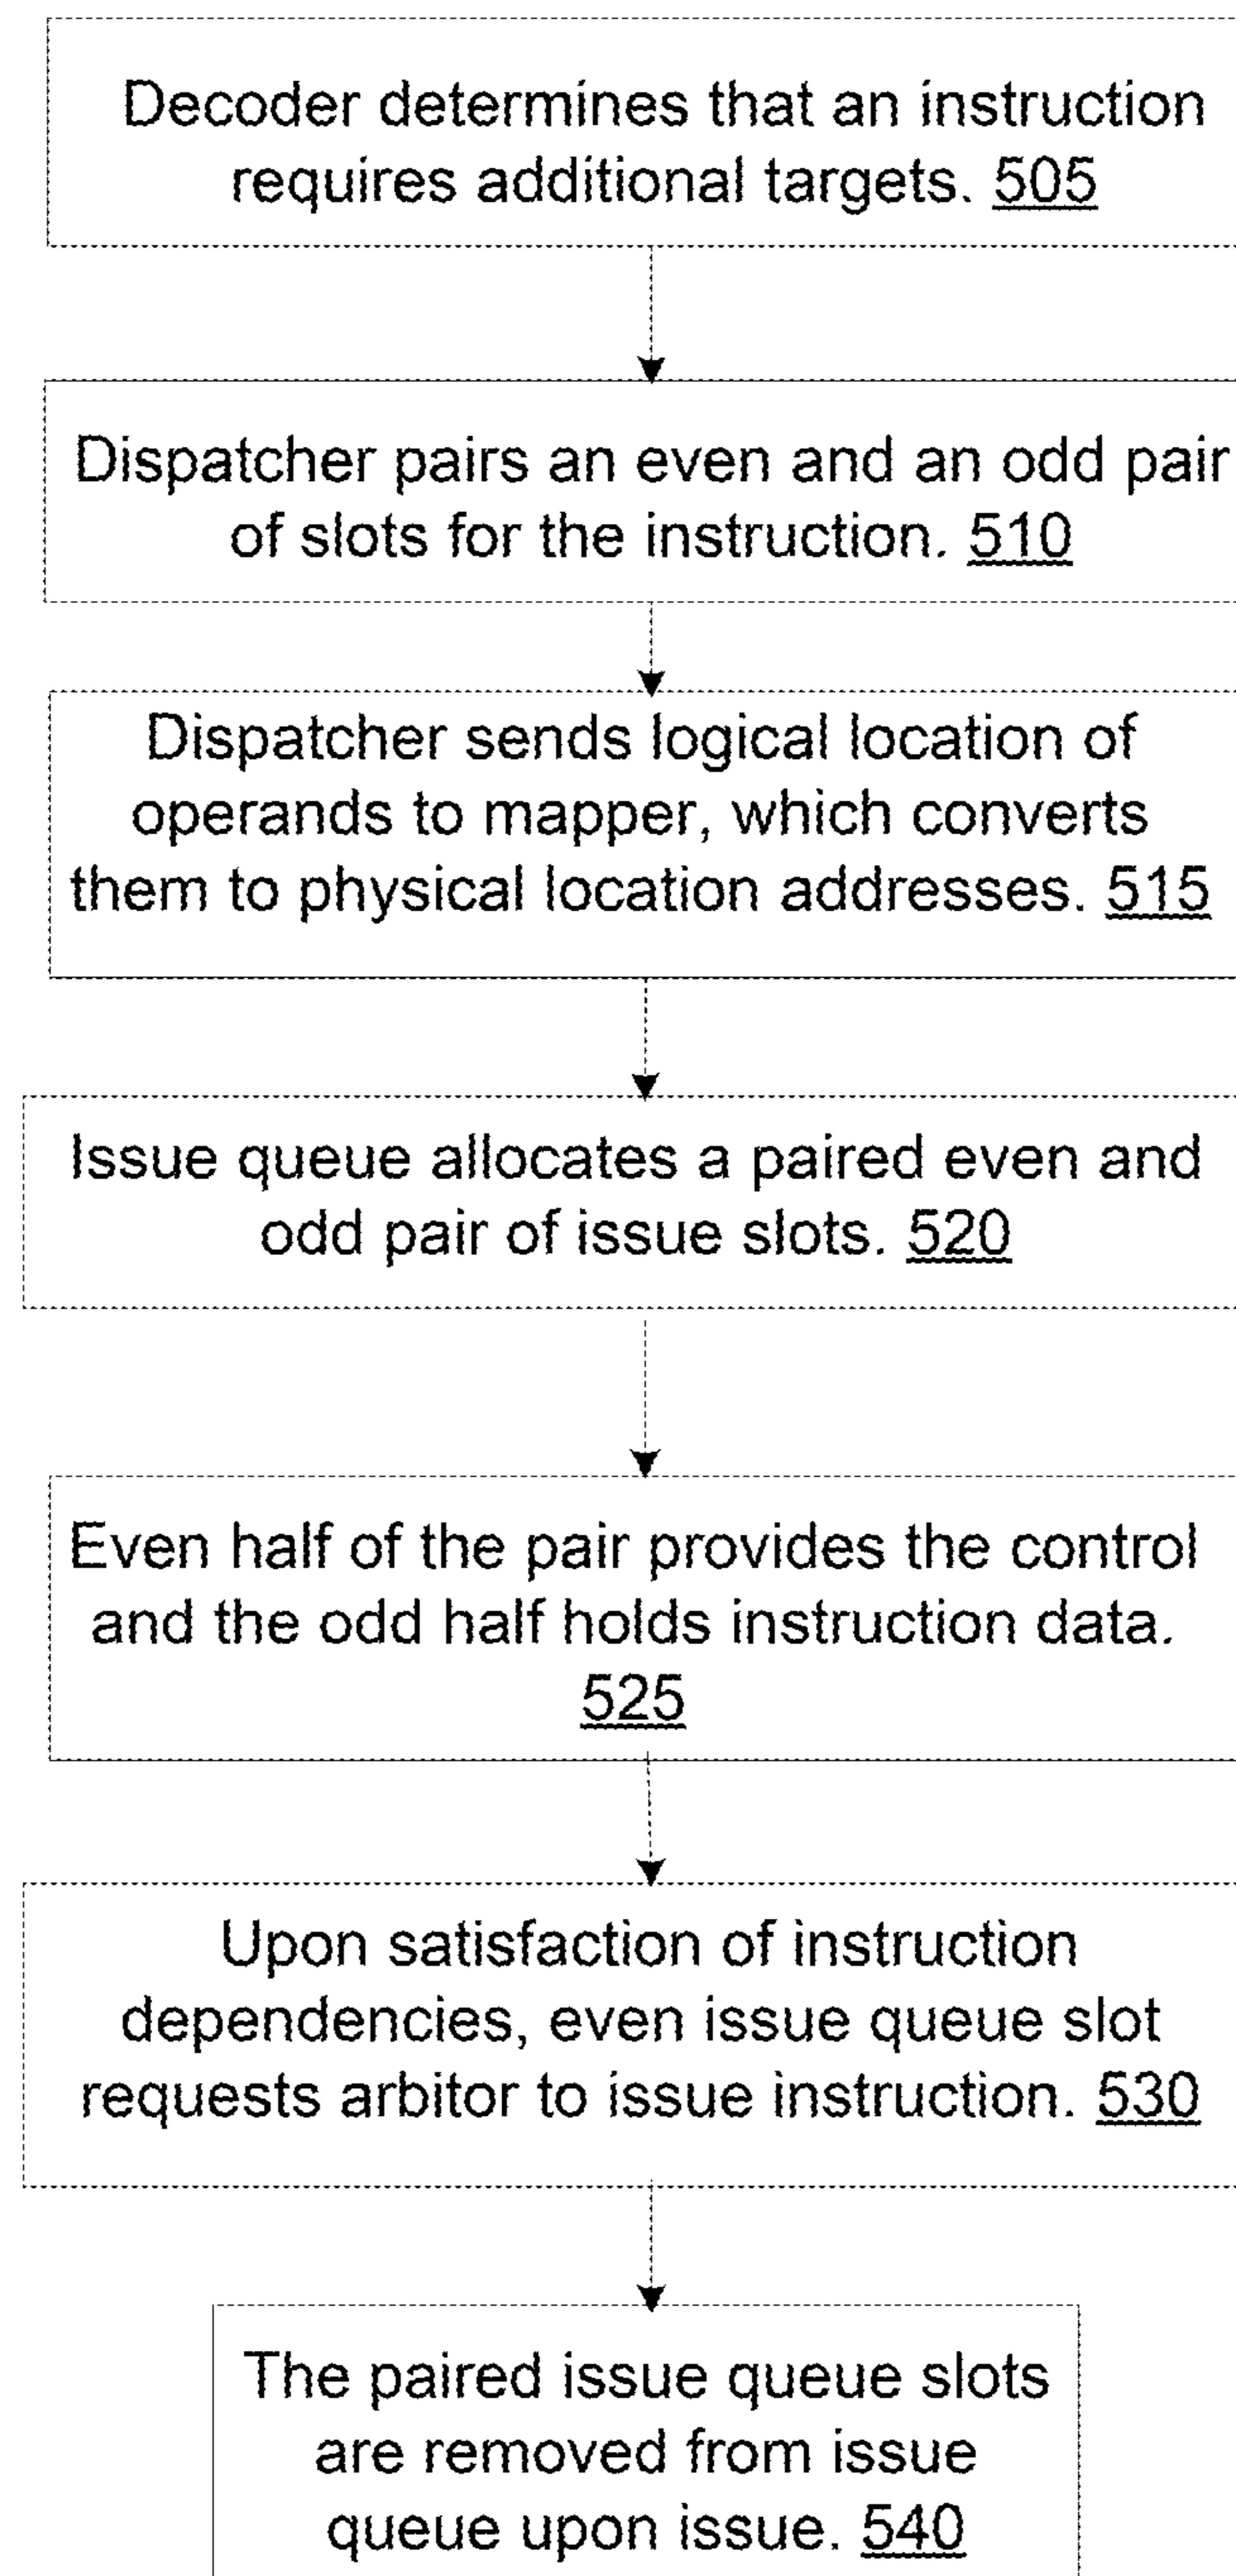 Decoder determines that an instruction
requires additional targets. 505
Dispatcher pairs an even and an odd pair
of slots for the instruction. 510
Dispatcher sends logical location of
operands to mapper, which converts
them to physical location addresses. 515
Issue queue allocates a paired even and
odd pair of issue slots. 520
Even half of the pair provides the control
and the odd half holds instruction data.
525
Upon satisfaction of instruction
dependencies, even issue queue slot
requests arbitor to issue instruction. 530
The paired issue queue slots
are removed from issue
queue upon issue. 540